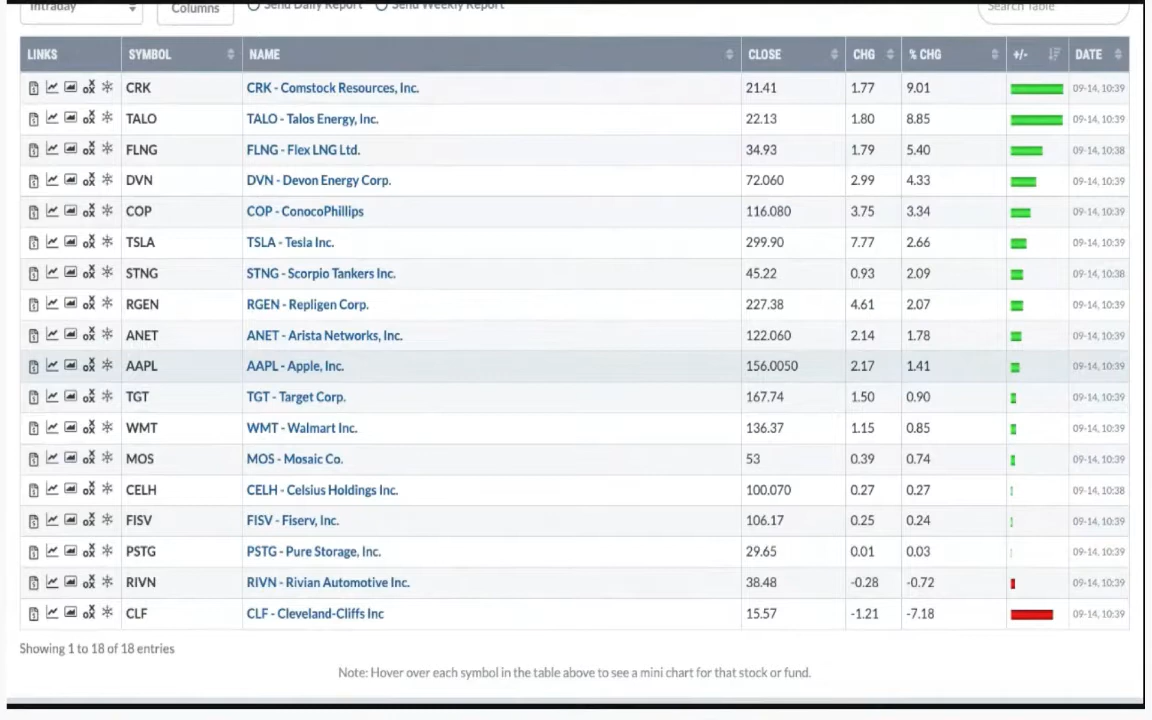 Intraday Columns Send Daily Report Send Weekly Report Search Table
LINKS SYMBOL NAME CLOSE CHG % CHG +/- DATE
CRK CRK - Comstock Resources, Inc. 21.41 1.77 9.01 09-14, 10:39
TALO TALO - Talos Energy, Inc. 22.13 1.80 8.85 09-14, 10:39
FLNG FLNG - Flex LNG Ltd. 34.93 1.79 5.40 09-14, 10:38
DVN DVN - Devon Energy Corp. 72.060 2.99 4.33 09-14, 10:39
COP COP - ConocoPhillips 116.080 3.75 3.34 09-14, 10:39
TSLA TSLA - Tesla Inc. 299.90 7.77 2.66 09-14, 10:39
STNG STNG - Scorpio Tankers Inc. 45.22 0.93 2.09 09-14, 10:38
RGEN RGEN - Repligen Corp. 227.38 4.61 2.07 09-14, 10:39
ANET ANET - Arista Networks, Inc. 122.060 2.14 1.78 09-14, 10:39
AAPL AAPL - Apple, Inc. 156.0050 2.17 1.41 09-14, 10:39
TGT TGT - Target Corp. 167.74 1.50 0.90 09-14, 10:39
WMT WMT - Walmart Inc. 136.37 1.15 0.85 09-14, 10:39
MOS MOS - Mosaic Co. 53 0.39 0.74 09-14, 10:39
CELH CELH - Celsius Holdings Inc. 100.070 0.27 0.27 09-14, 10:38
FISV FISV - Fiserv, Inc. 106.17 0.25 0.24 09-14, 10:39
PSTG PSTG - Pure Storage, Inc. 29.65 0.01 0.03 09-14, 10:39
RIVN RIVN - Rivian Automotive Inc. 38.48 -0.28 -0.72 09-14, 10:39
CLF CLF - Cleveland-Cliffs Inc 15.57 -1.21 -7.18 09-14, 10:39
Showing 1 to 18 of 18 entries
Note: Hover over each symbol in the table above to see a mini chart for that stock or fund.